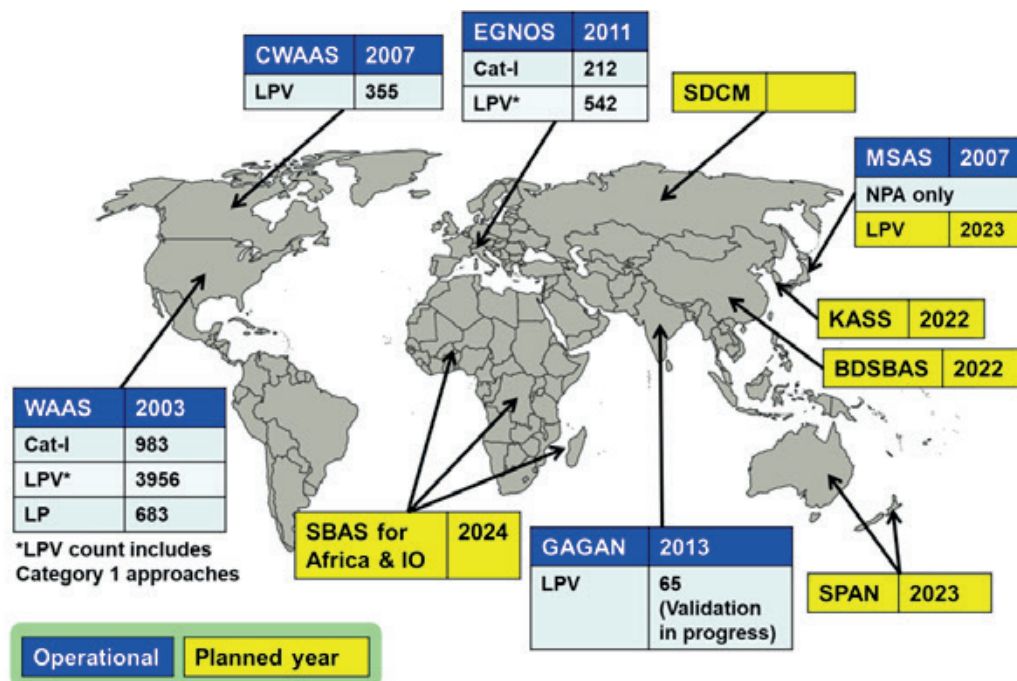 CWAAS 2007
LPV 355
EGNOS 2011
Cat-I 212
LPV* 542
SDCM
MSAS 2007
NPA only
LPV 2023
KASS 2022
BDSBAS 2022
WAAS 2003
Cat-I 983
LPV* 3956
LP 683
*LPV count includes
Category 1 approaches
SBAS for 2024
Africa & IO
GAGAN 2013
LPV 65
(Validation
in progress)
SPAN 2023
Operational Planned year